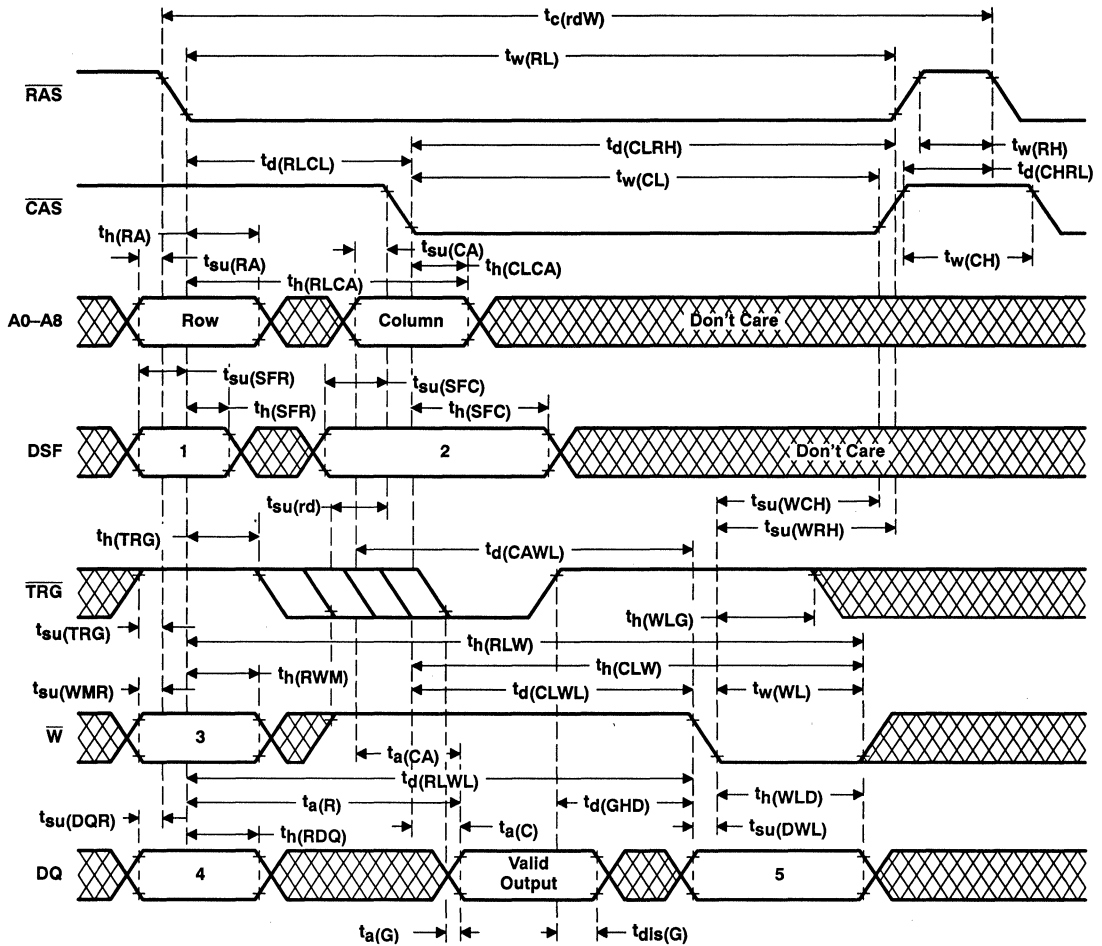 tc(rdW)
tw(RL)
RAS
td(CLRH)
tw(RH)
td(RLCL)
tw(CL)
td(CHRL)
CAS
th(RA)
tsu(CA)
tsu(RA)
th(CLCA)
tw(CH)
th(RLCA)
A0–A8
Row
Column
Don't Care
tsu(SFR)
tsu(SFC)
th(SFR)
th(SFC)
DSF
1
2
Don't Care
tsu(rd)
tsu(WCH)
tsu(WRH)
th(TRG)
td(CAWL)
TRG
th(WLG)
tsu(TRG)
th(RLW)
th(CLW)
th(RWM)
tsu(WMR)
td(CLWL)
tw(WL)
W
3
ta(CA)
td(RLWL)
ta(R)
td(GHD)
th(WLD)
tsu(DQR)
th(RDQ)
ta(C)
tsu(DWL)
DQ
4
Valid
Output
5
ta(G)
tdis(G)